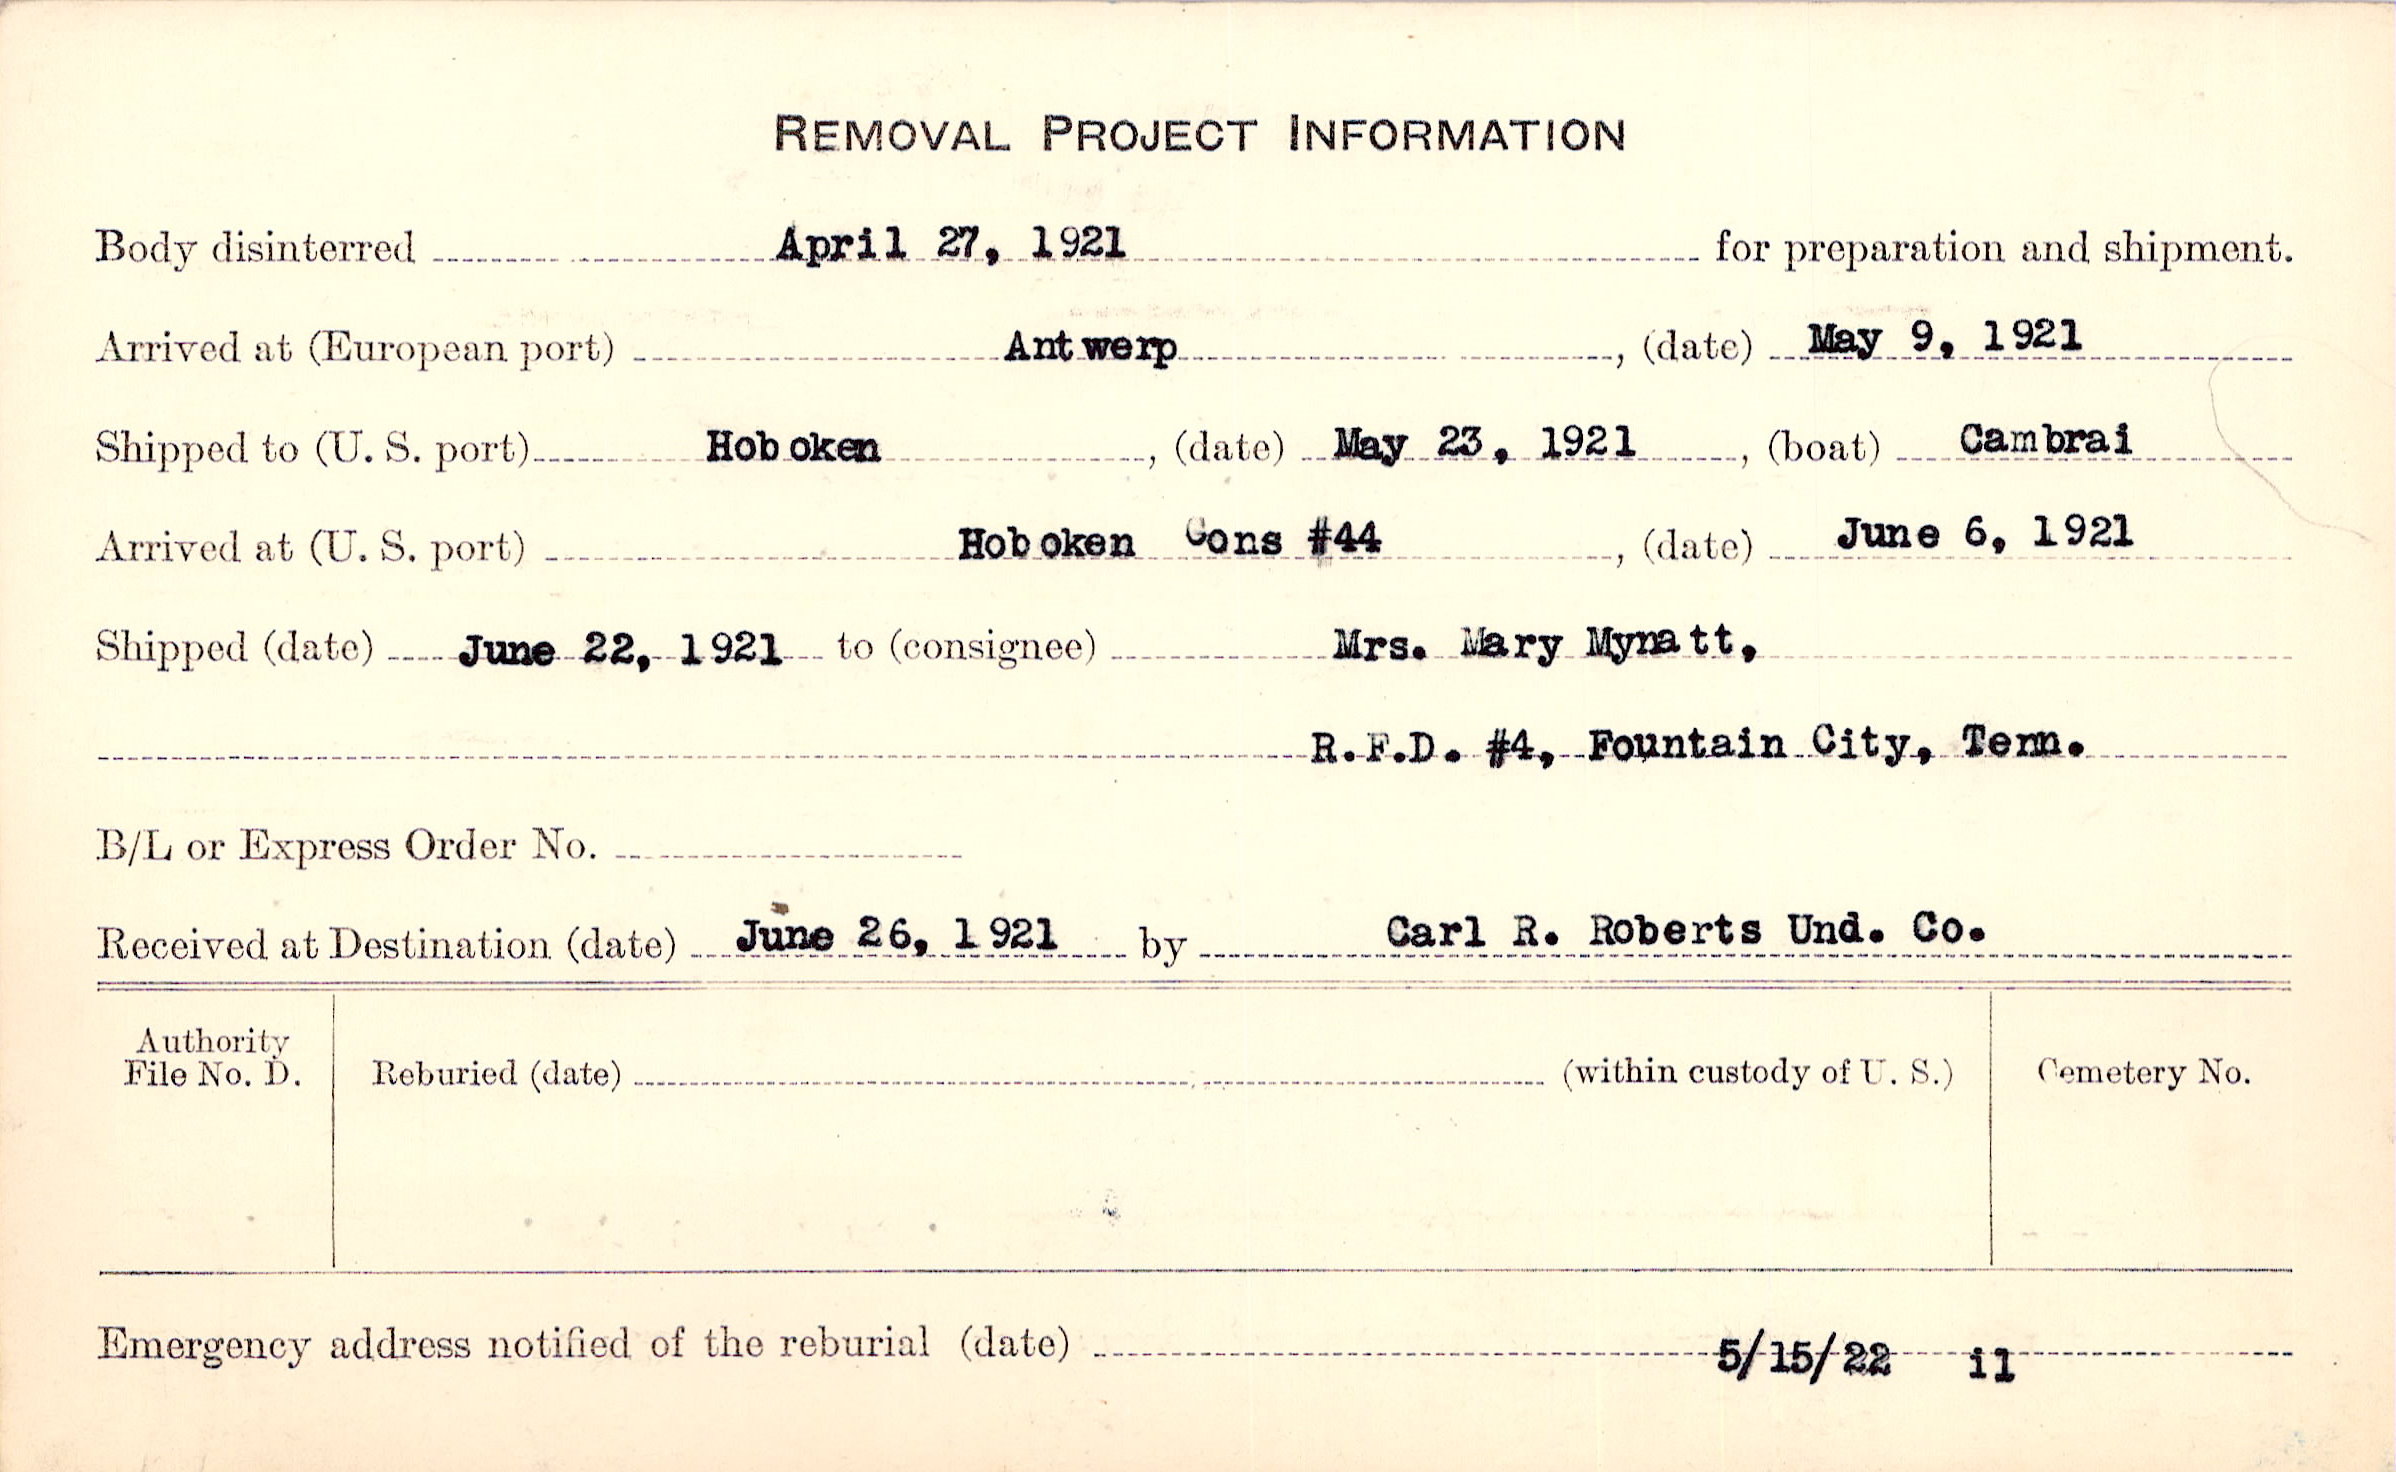 REMOVAL PROJECT INFORMATION
Body disinterred April 27, 1921 for preparation and shipment.
Arrived at (European port) Antwerp, (date) May 9, 1921
Shipped to (U. S. port) Hoboken, (date) May 23, 1921, (boat) Cambrai
Arrived at (U. S. port) Hoboken Cons #44, (date) June 6, 1921
Shipped (date) June 22, 1921 to (consignee) Mrs. Mary Mynatt,
R.F.D. #4, Fountain City, Tenn.
B/L or Express Order No.
Received at Destination (date) June 26, 1921 by Carl R. Roberts Und. Co.
Authority
File No. D. Reburied (date) (within custody of U. S.) Cemetery No.
Emergency address notified of the reburial (date) 5/15/22 il